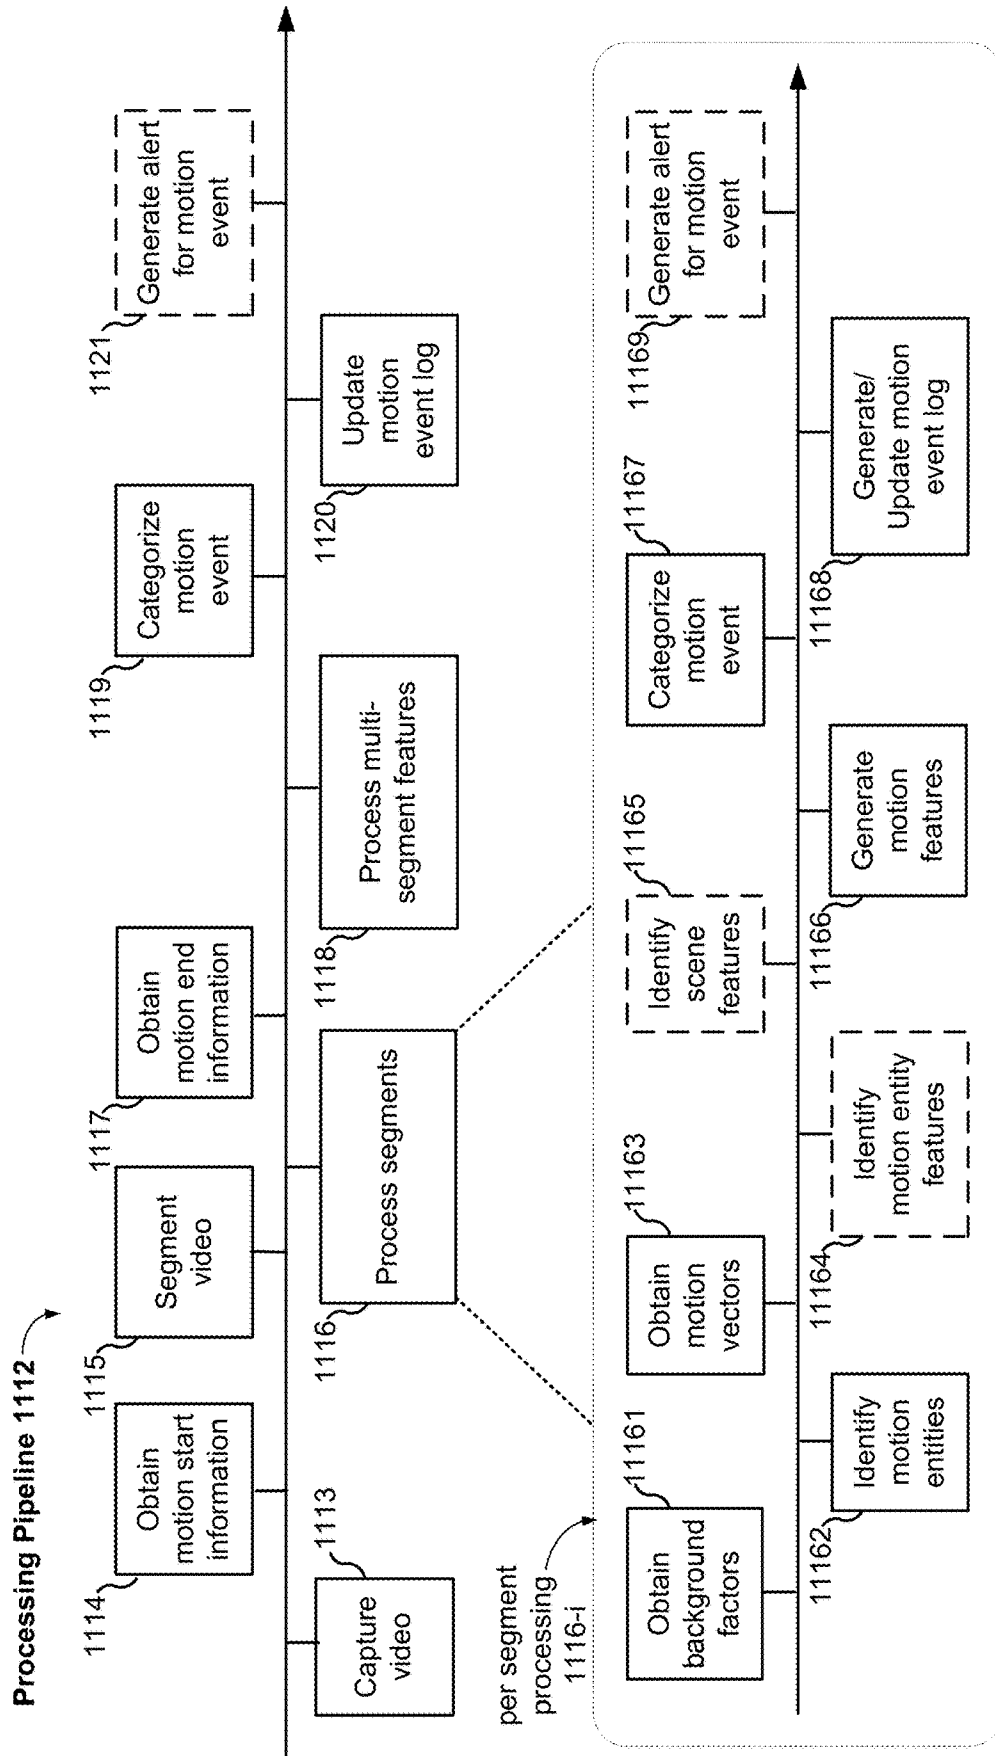 Processing Pipeline 1112
1113
Capture
video
1114
Obtain
motion start
information
1115
Segment
video
1116
Process segments
1117
Obtain
motion end
information
1118
Process multi-
segment features
1119
Categorize
motion
event
1120
Update
motion
event log
1121
Generate alert
for motion
event
per segment
processing
1116-i
11161
Obtain
background
factors
11162
Identify
motion
entities
11163
Obtain
motion
vectors
11164
Identify
motion entity
features
11165
Identify
scene
features
11166
Generate
motion
features
11167
Categorize
motion
event
11168
Generate/
Update motion
event log
11169
Generate alert
for motion
event